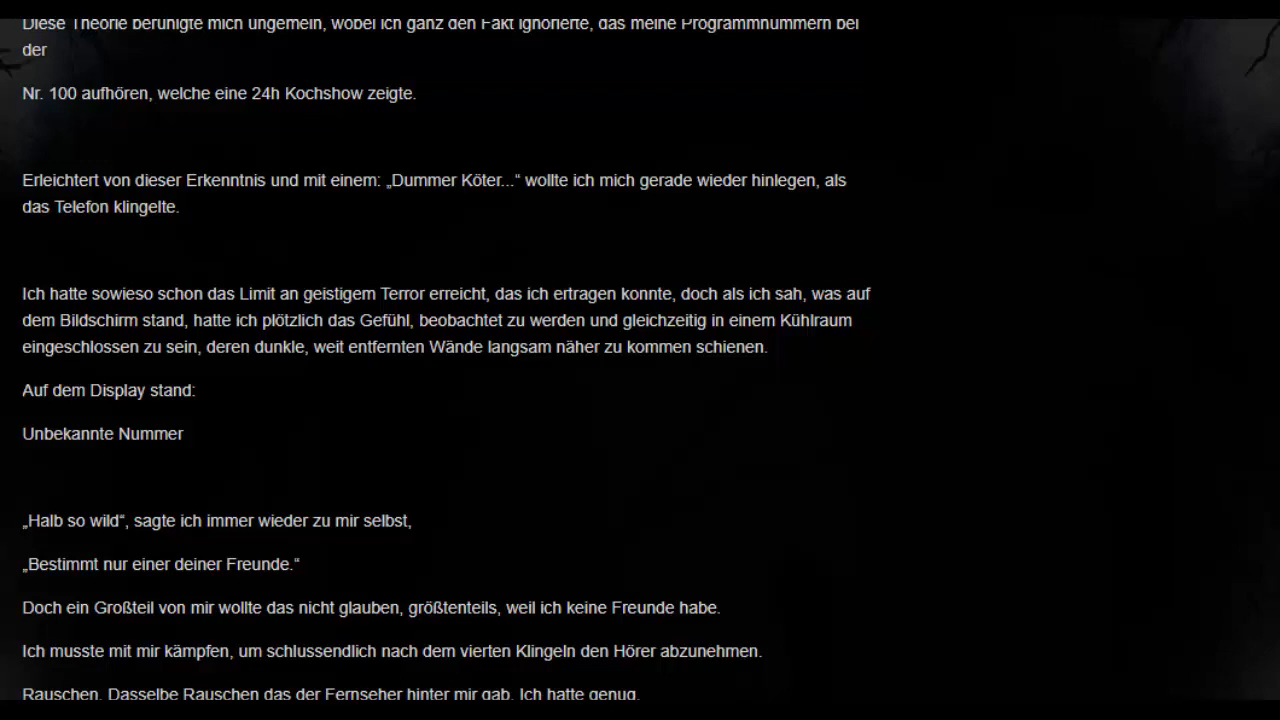 Diese Theorie beruhigte mich ungemein, wobei ich ganz den Fakt ignorierte, das meine Programmnummern bei
der
Nr. 100 aufhören, welche eine 24h Kochshow zeigte.
Erleichtert von dieser Erkenntnis und mit einem: „Dummer Köter...“ wollte ich mich gerade wieder hinlegen, als
das Telefon klingelte.
Ich hatte sowieso schon das Limit an geistigem Terror erreicht, das ich ertragen konnte, doch als ich sah, was auf
dem Bildschirm stand, hatte ich plötzlich das Gefühl, beobachtet zu werden und gleichzeitig in einem Kühlraum
eingeschlossen zu sein, deren dunkle, weit entfernten Wände langsam näher zu kommen schienen.
Auf dem Display stand:
Unbekannte Nummer
„Halb so wild“, sagte ich immer wieder zu mir selbst,
„Bestimmt nur einer deiner Freunde.“
Doch ein Großteil von mir wollte das nicht glauben, größtenteils, weil ich keine Freunde habe.
Ich musste mit mir kämpfen, um schlussendlich nach dem vierten Klingeln den Hörer abzunehmen.
Rauschen. Dasselbe Rauschen das der Fernseher hinter mir gab. Ich hatte genug.